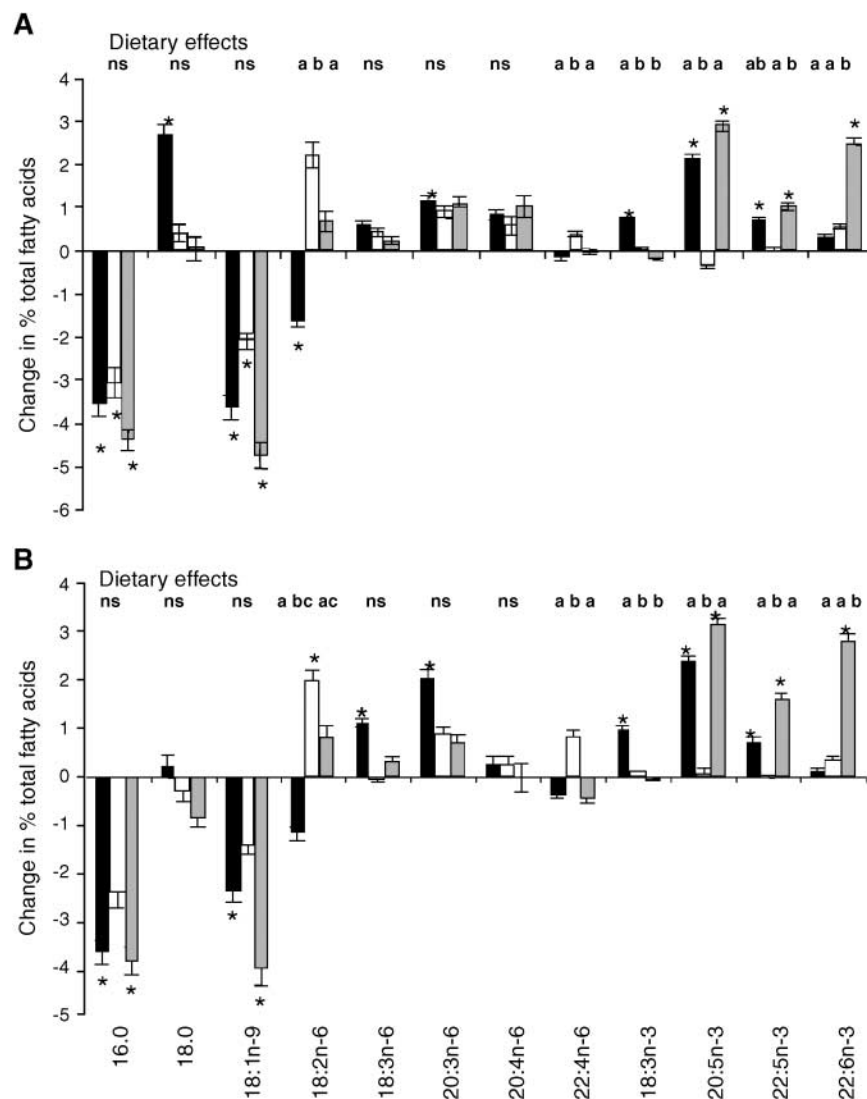 A
Dietary effects
ns ns ns a b a ns ns ns a b a a b b a b a ab a b a a b
4
3
2
1
0
-1
-2
-3
-4
-5
-6
Change in % total fatty acids
* * * * * * * * * * * * * * *
B
Dietary effects
ns ns ns a bc ac ns ns ns a b a a b b a b a a b a a a b
4
3
2
1
0
-1
-2
-3
-4
-5
Change in % total fatty acids
* * * * * * * * * * * * *
16.0
18.0
18:1n-9
18:2n-6
18:3n-6
20:3n-6
20:4n-6
22:4n-6
18:3n-3
20:5n-3
22:5n-3
22:6n-3